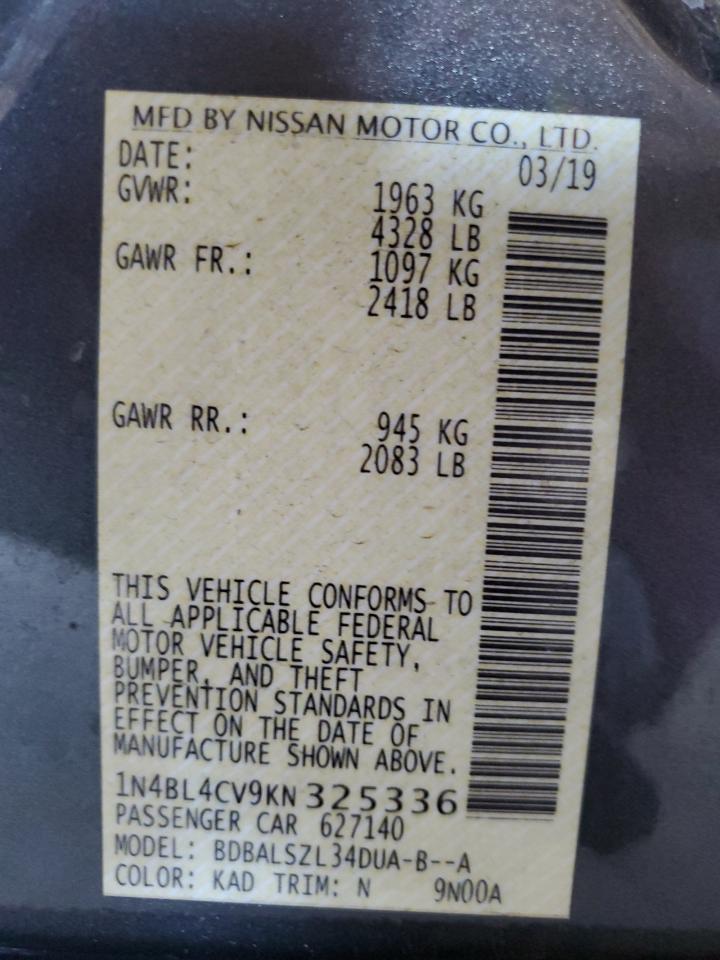 MFD BY NISSAN MOTOR CO., LTD.
DATE: 03/19
GVWR: 1963 KG
4328 LB
GAWR FR.: 1097 KG
2418 LB
GAWR RR.: 945 KG
2083 LB
THIS VEHICLE CONFORMS TO
ALL APPLICABLE FEDERAL
MOTOR VEHICLE SAFETY,
BUMPER, AND THEFT
PREVENTION STANDARDS IN
EFFECT ON THE DATE OF
MANUFACTURE SHOWN ABOVE.
1N4BL4CV9KN 325336
PASSENGER CAR 627140
MODEL: BDBALSZL34DUA-B--A
COLOR: KAD TRIM: N 9N00A